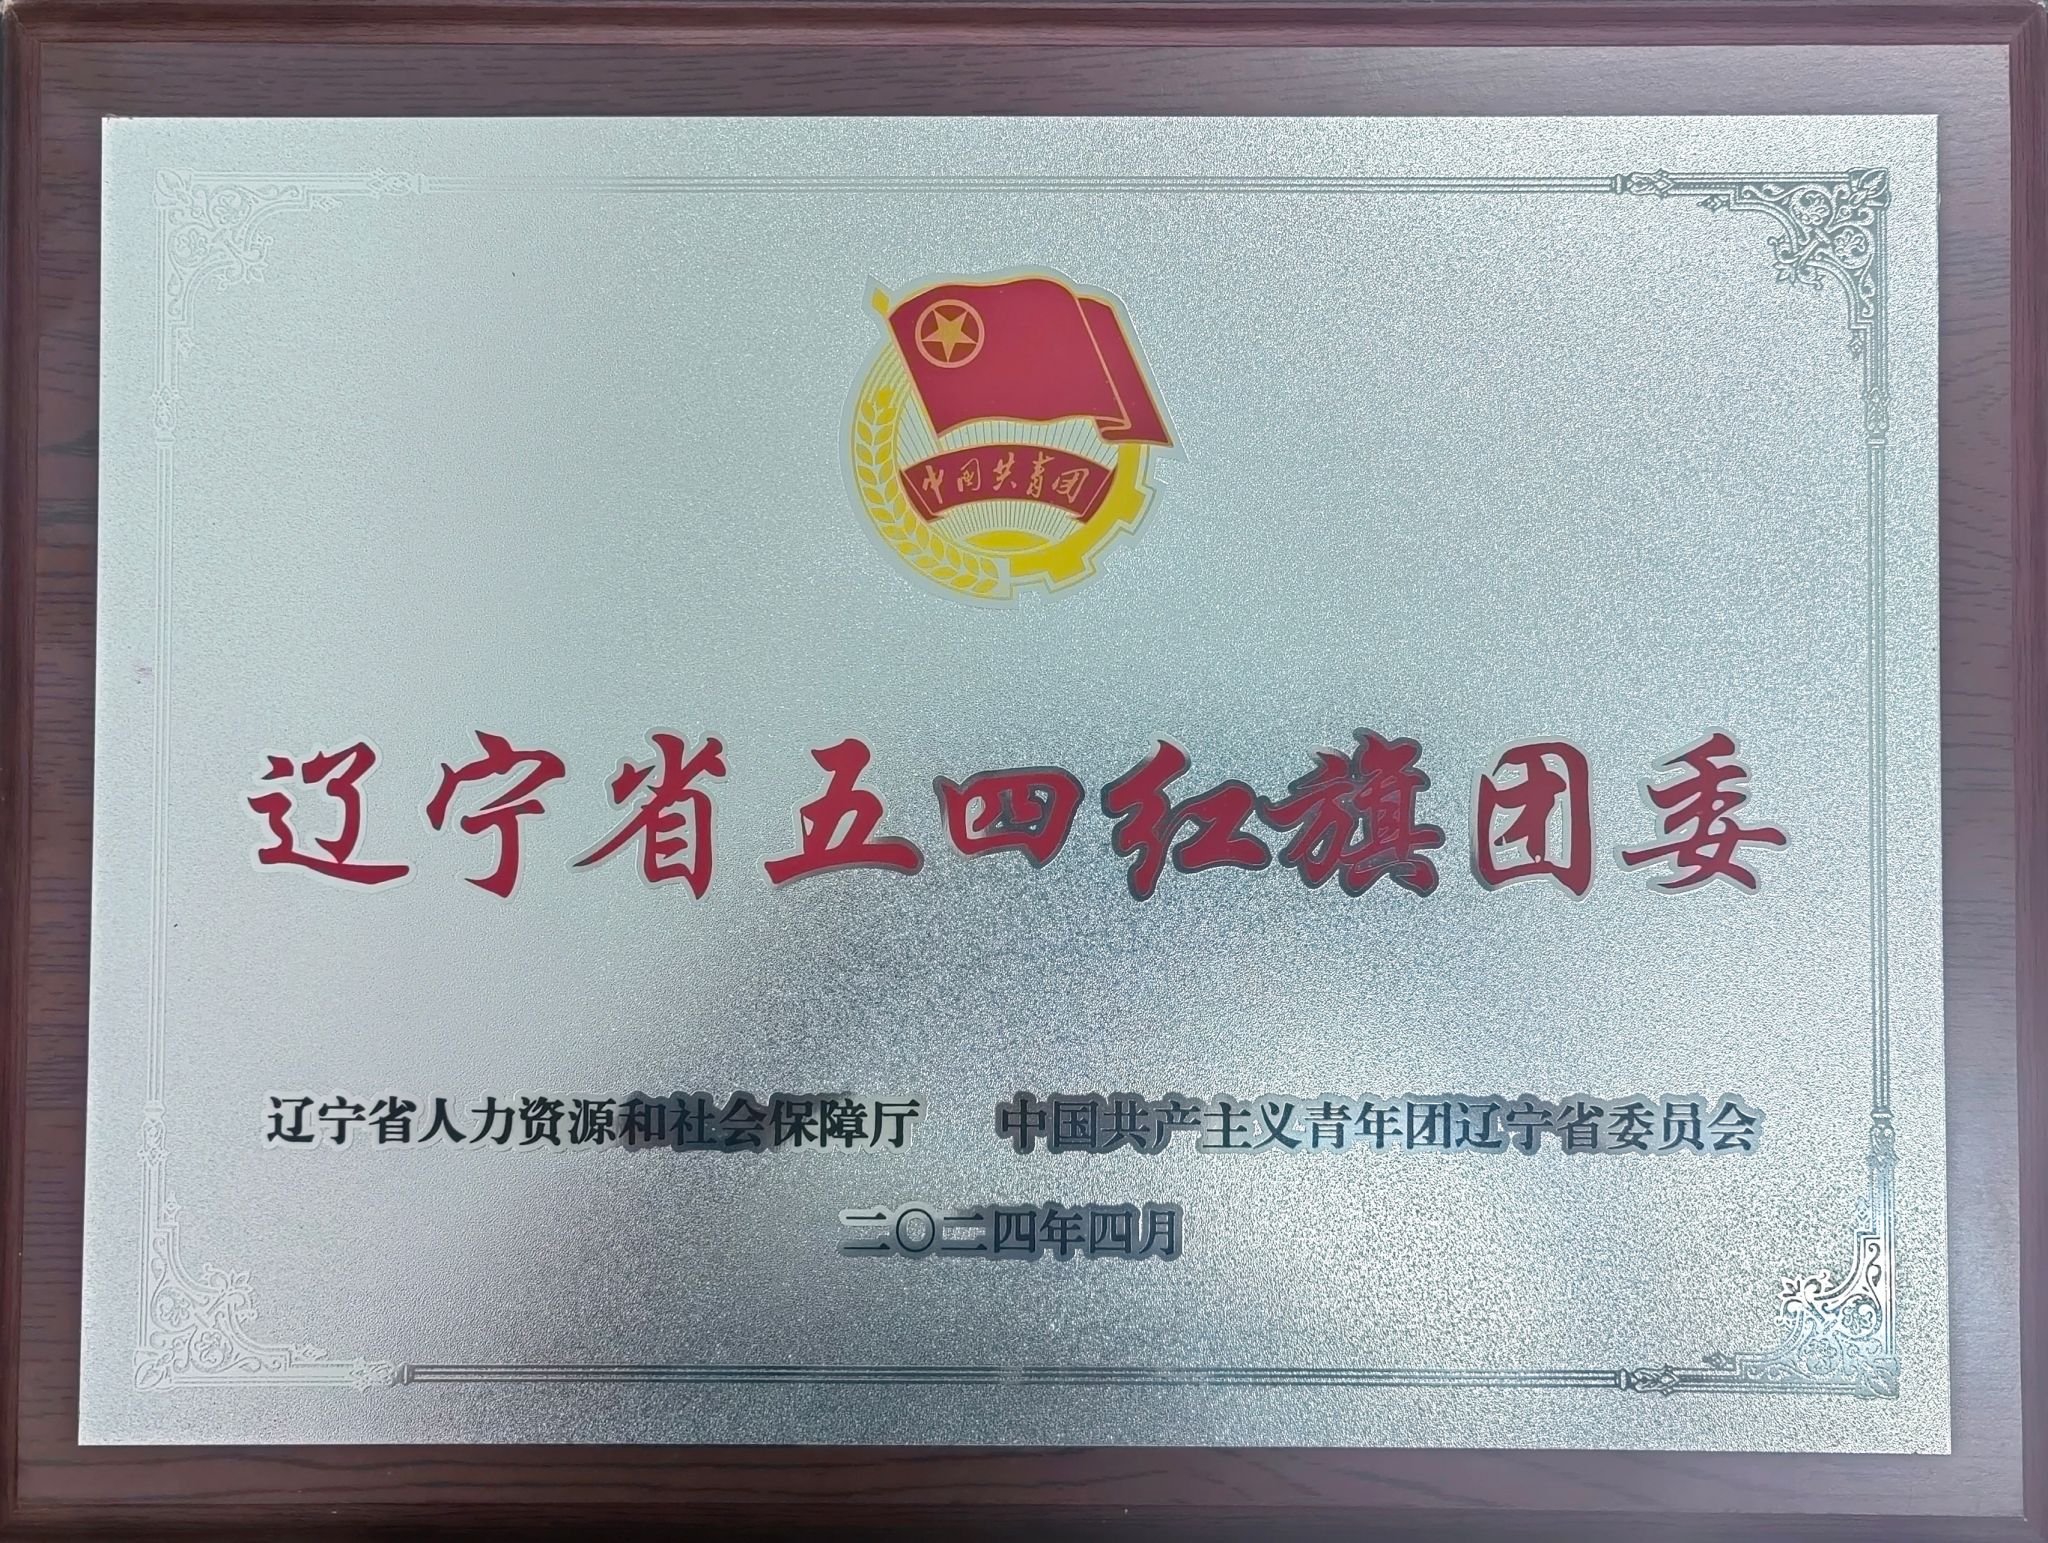 中国共青团
辽宁省五四红旗团委
辽宁省人力资源和社会保障厅 中国共产主义青年团辽宁省委员会
二〇二四年四月